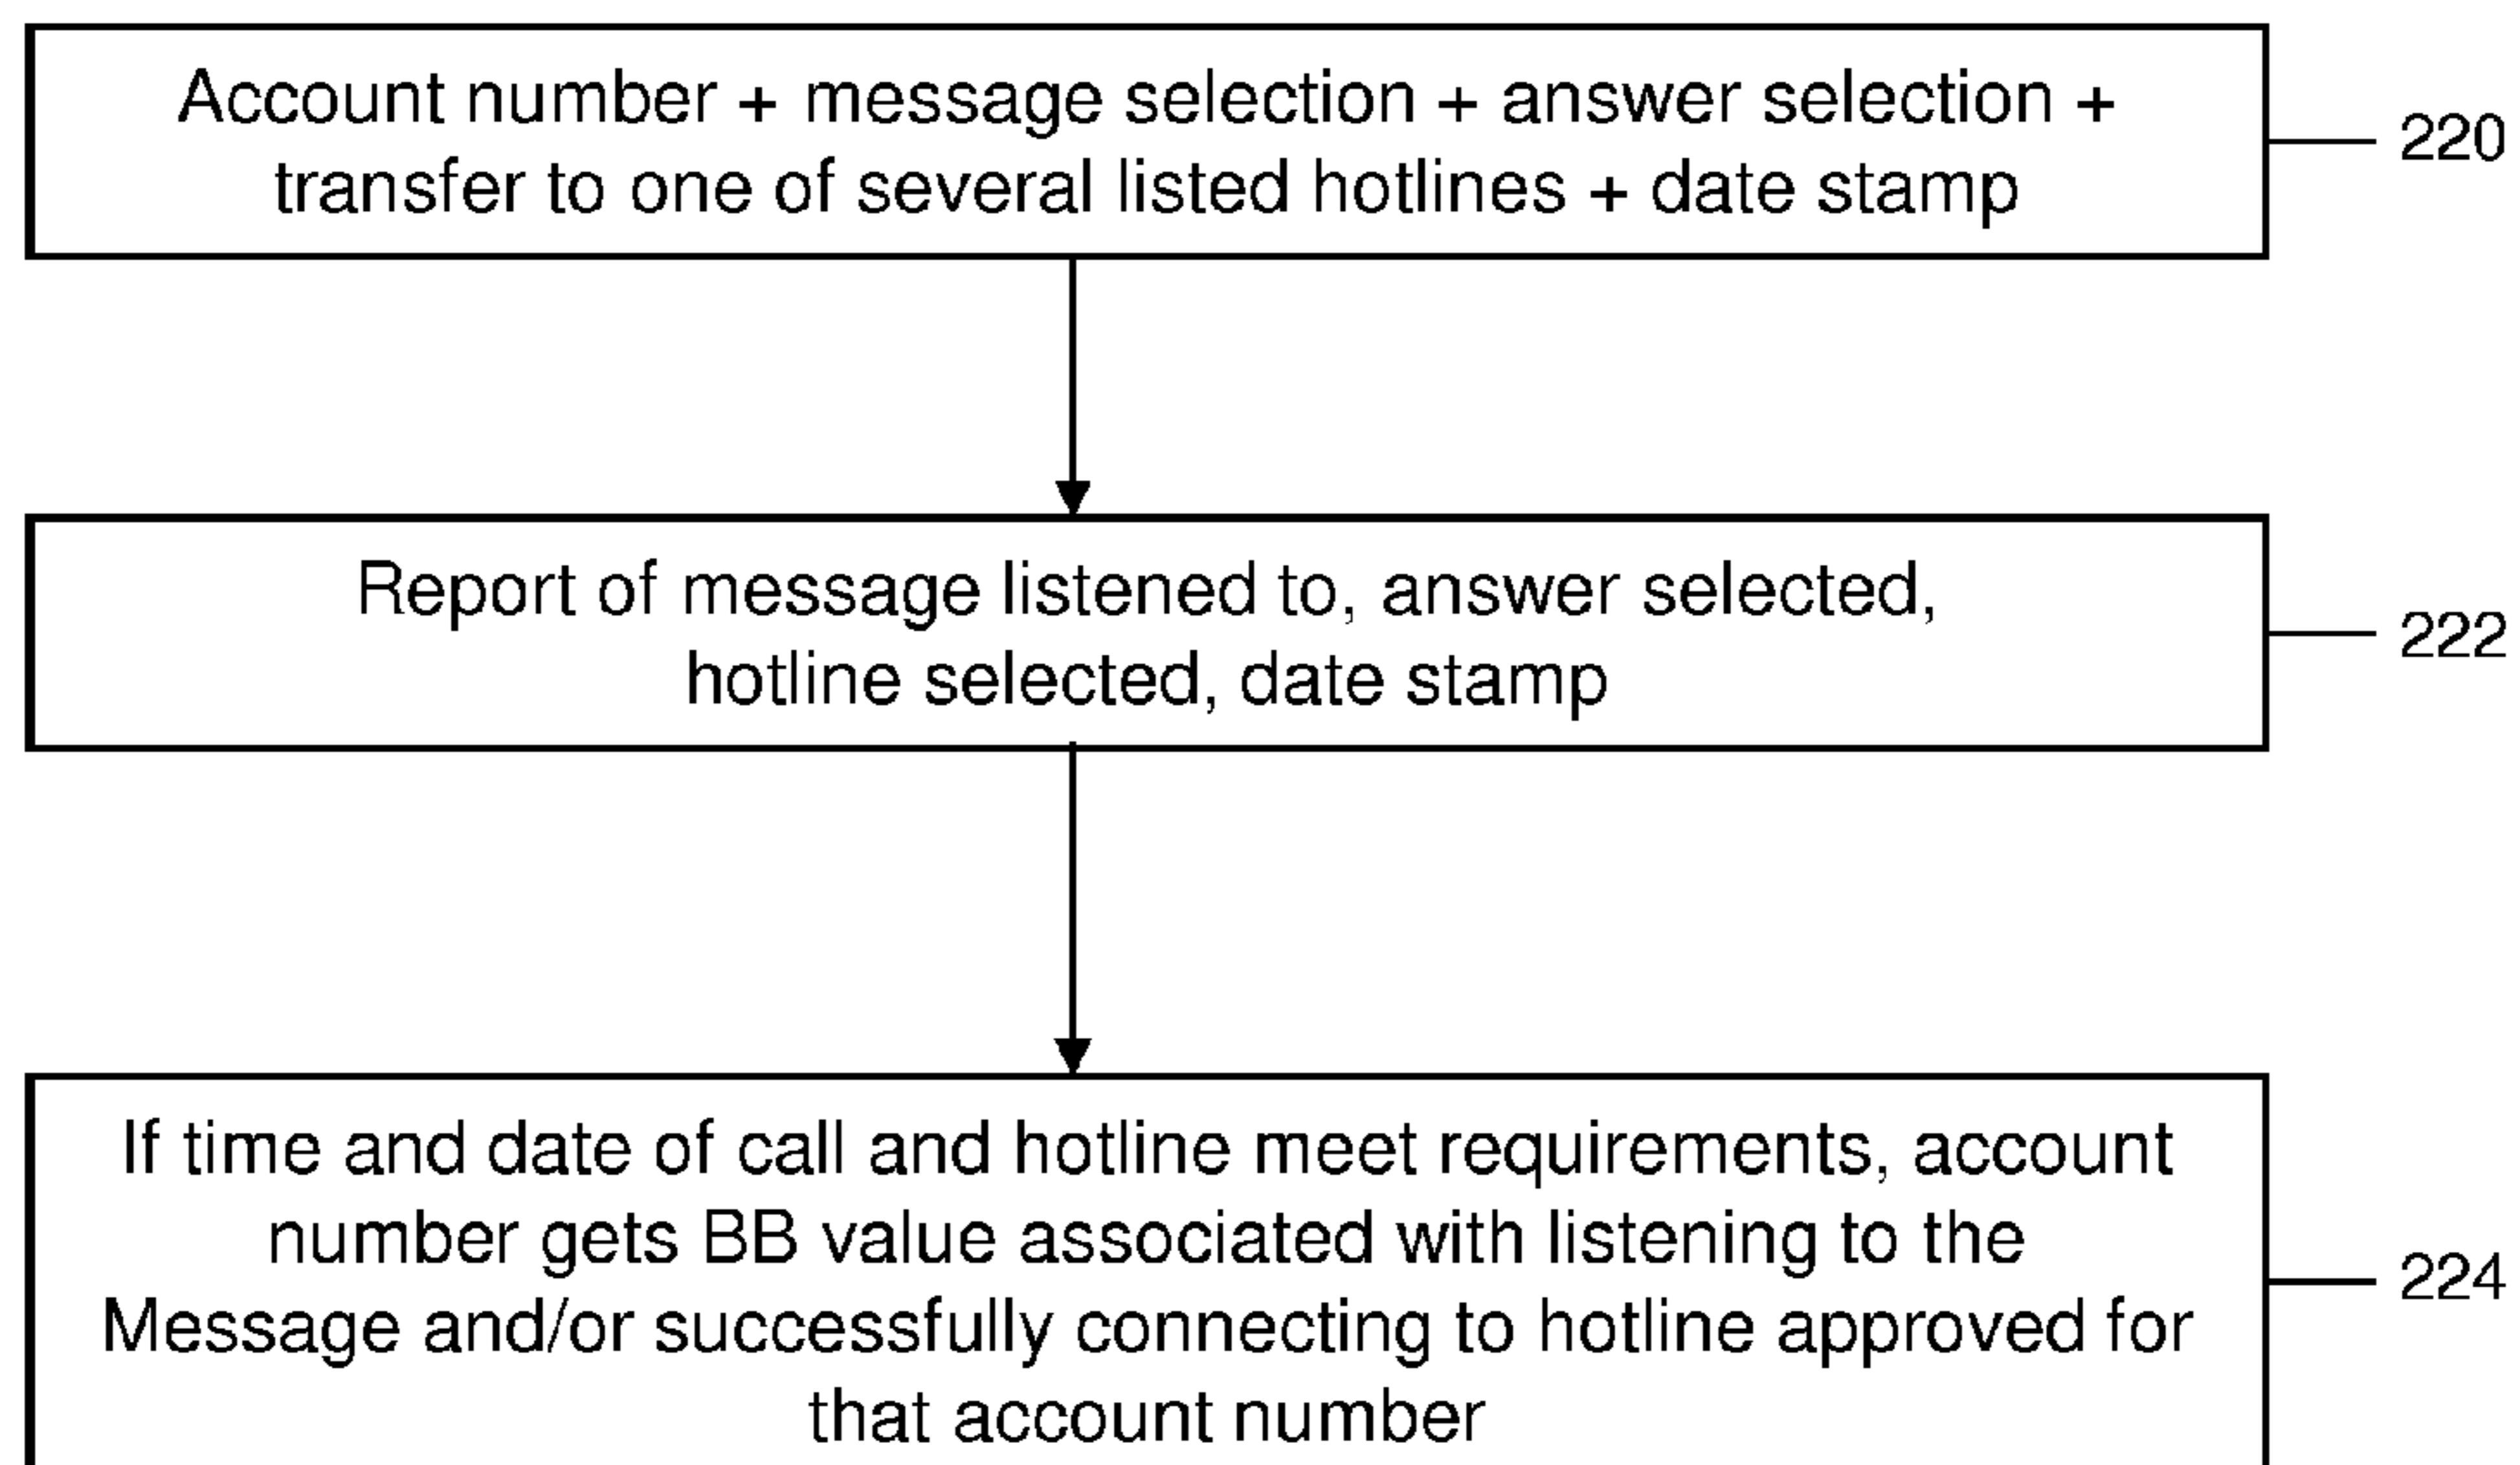 Account number + message selection + answer selection +
transfer to one of several listed hotlines + date stamp
220
Report of message listened to, answer selected,
hotline selected, date stamp
222
If time and date of call and hotline meet requirements, account
number gets BB value associated with listening to the
Message and/or successfully connecting to hotline approved for
that account number
224